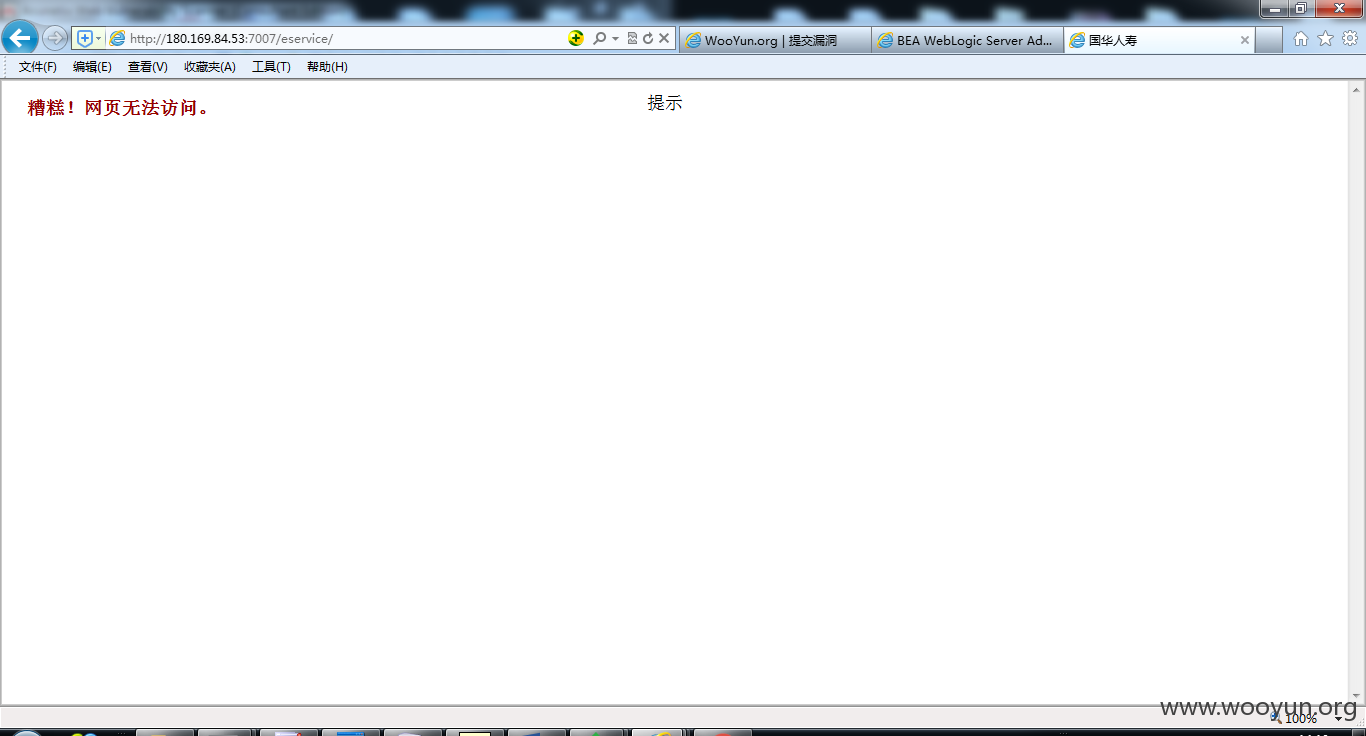 http://180.169.84.53:7007/eservice/
WooYun.org | 提交漏洞
BEA WebLogic Server Ad...
国华人寿
文件(F) 编辑(E) 查看(V) 收藏夹(A) 工具(T) 帮助(H)
提示
糟糕！网页无法访问。
www.wooyun.org
100%